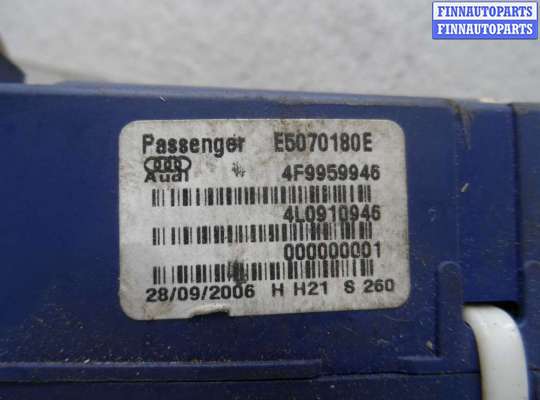 FINNAUTOPARTS
FINNAUTOPARTS
Passenger E5070180E
Audi 4F9959946
4L0910946
000000001
28/09/2006 H H21 S 260